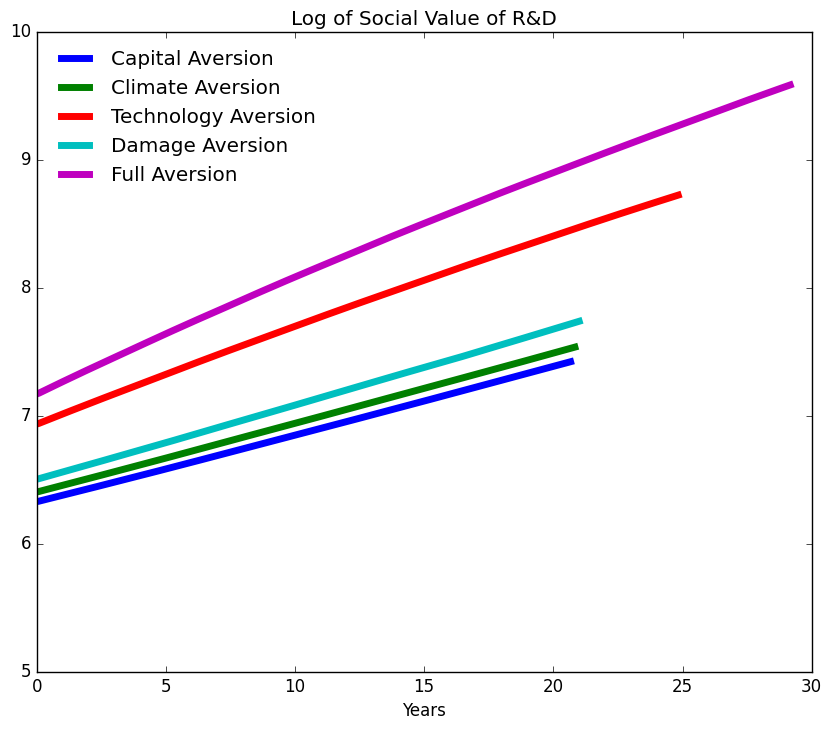 Log of Social Value of R&D
10
9
8
7
6
5
Capital Aversion
Climate Aversion
Technology Aversion
Damage Aversion
Full Aversion
0 5 10 15 20 25 30
Years